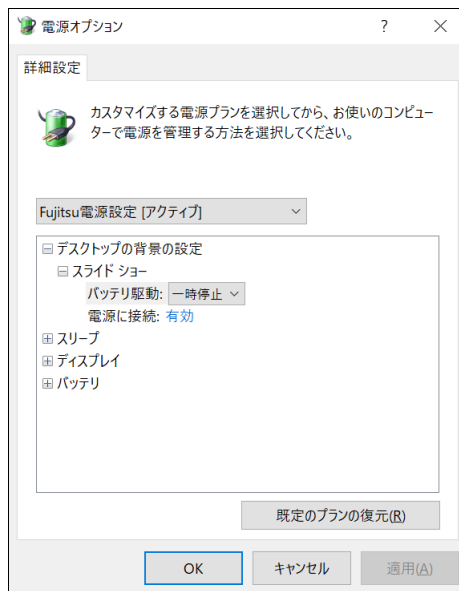 電源オプション
詳細設定
カスタマイズする電源プランを選択してから、お使いのコンピュー
ターで電源を管理する方法を選択してください。
Fujitsu電源設定 [アクティブ]
デスクトップの背景の設定
スライド ショー
バッテリ駆動: 一時停止
電源に接続: 有効
スリープ
ディスプレイ
バッテリ
既定のプランの復元(R)
OK キャンセル 適用(A)